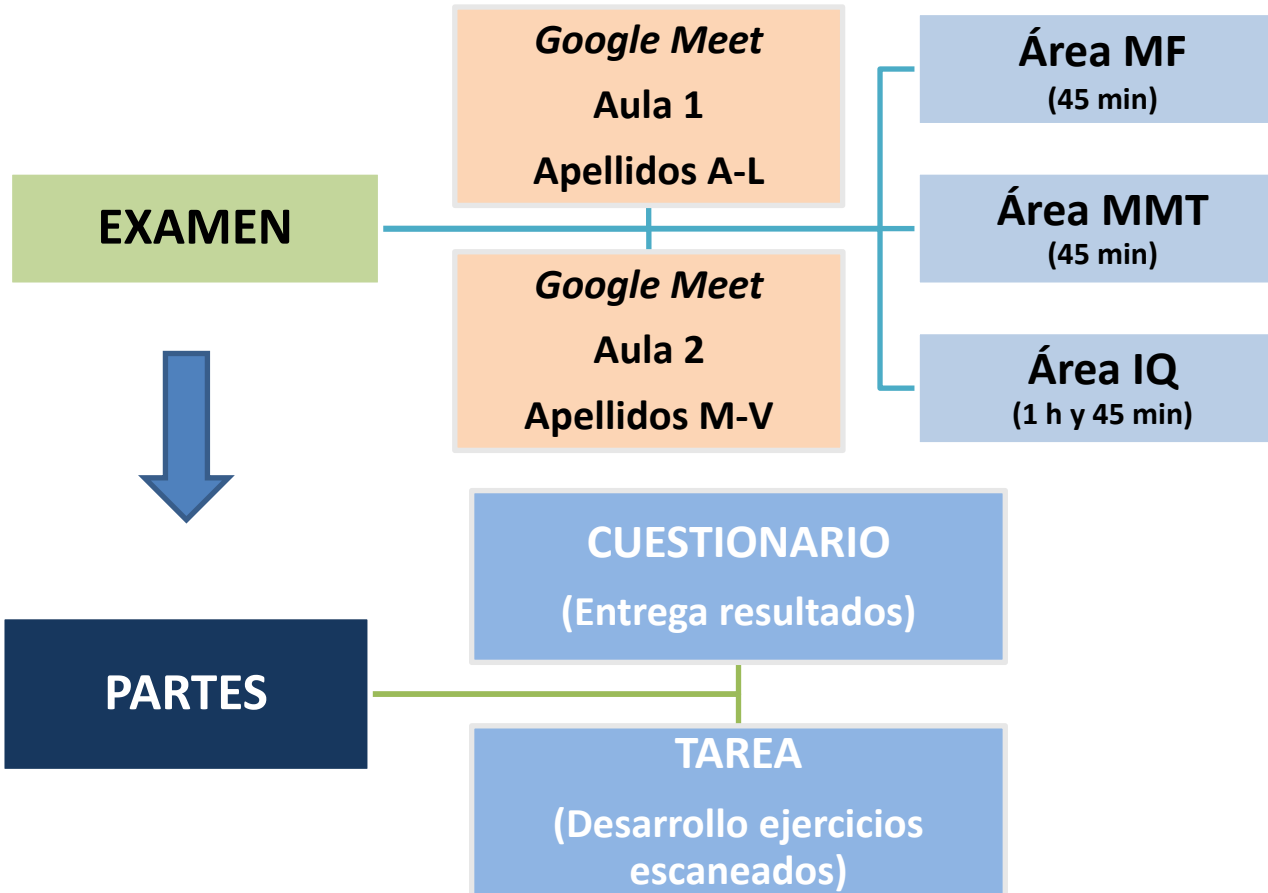 EXAMEN
Google Meet
Aula 1
Apellidos A-L
Google Meet
Aula 2
Apellidos M-V
Área MF
(45 min)
Área MMT
(45 min)
Área IQ
(1 h y 45 min)
PARTES
CUESTIONARIO
(Entrega resultados)
TAREA
(Desarrollo ejercicios
escaneados)